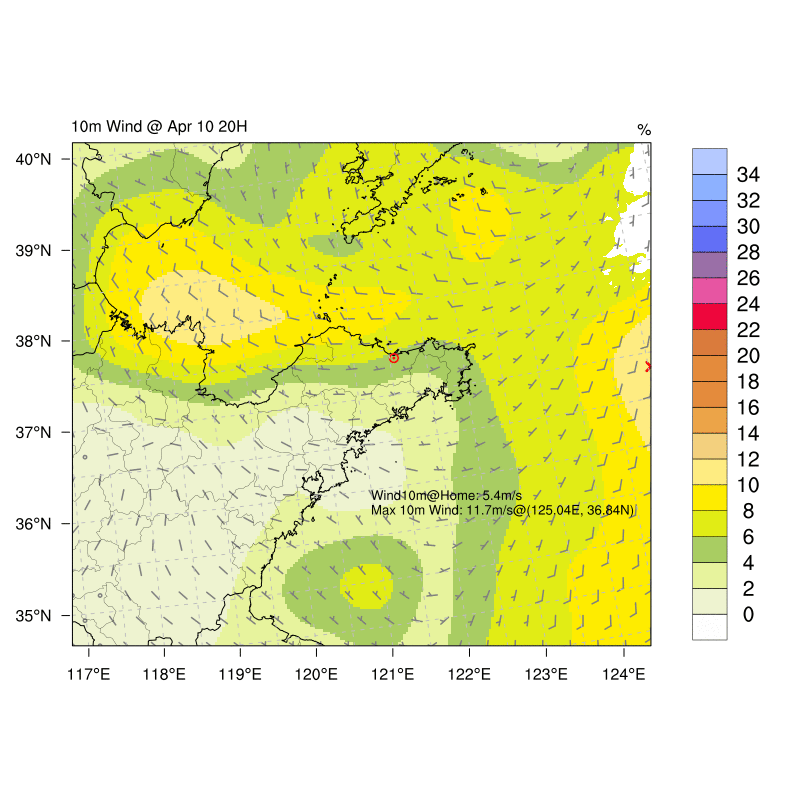 10m Wind @ Apr 10 20H
%
40°N
39°N
38°N
37°N
36°N
35°N
117°E
118°E
119°E
120°E
121°E
122°E
123°E
124°E
Wind10m@Home: 5.4m/s
Max 10m Wind: 11.7m/s@(125.04E, 36.84N)
34
32
30
28
26
24
22
20
18
16
14
12
10
8
6
4
2
0